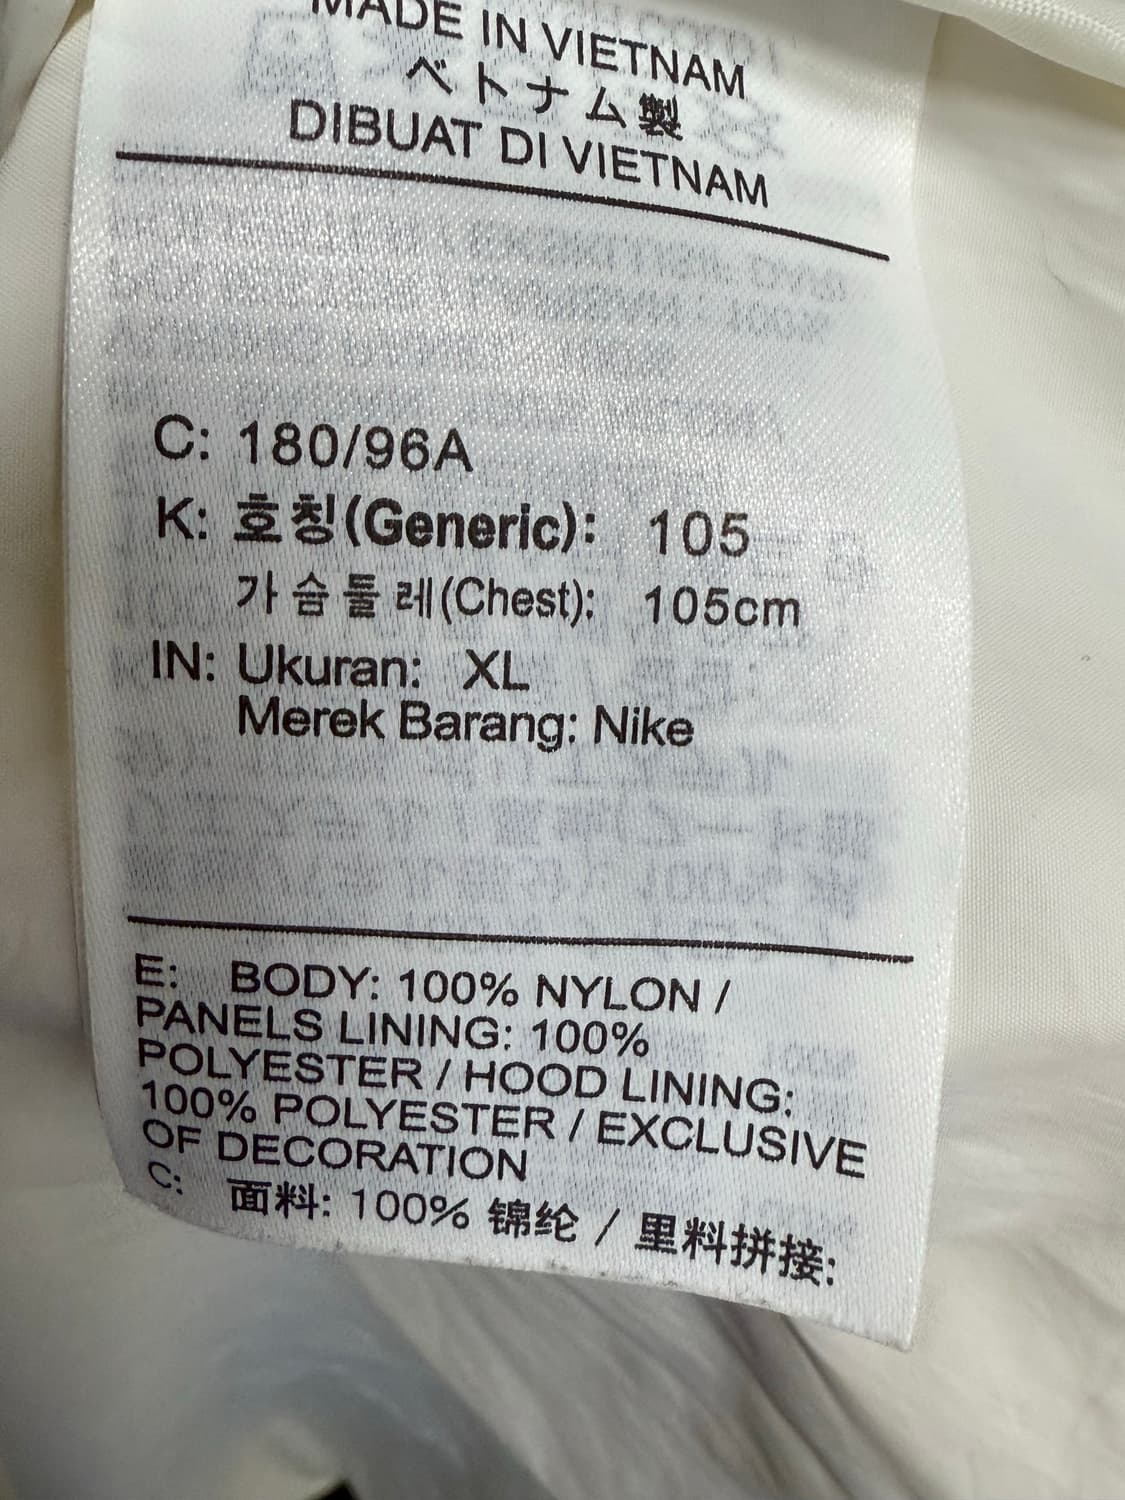 MADE IN VIETNAM
ベトナム製
DIBUAT DI VIETNAM
C: 180/96A
K: 호칭(Generic): 105
가슴둘레(Chest): 105cm
IN: Ukuran: XL
Merek Barang: Nike
E: BODY: 100% NYLON /
PANELS LINING: 100%
POLYESTER / HOOD LINING:
100% POLYESTER / EXCLUSIVE
OF DECORATION
C: 面料: 100% 锦纶 / 里料拼接: